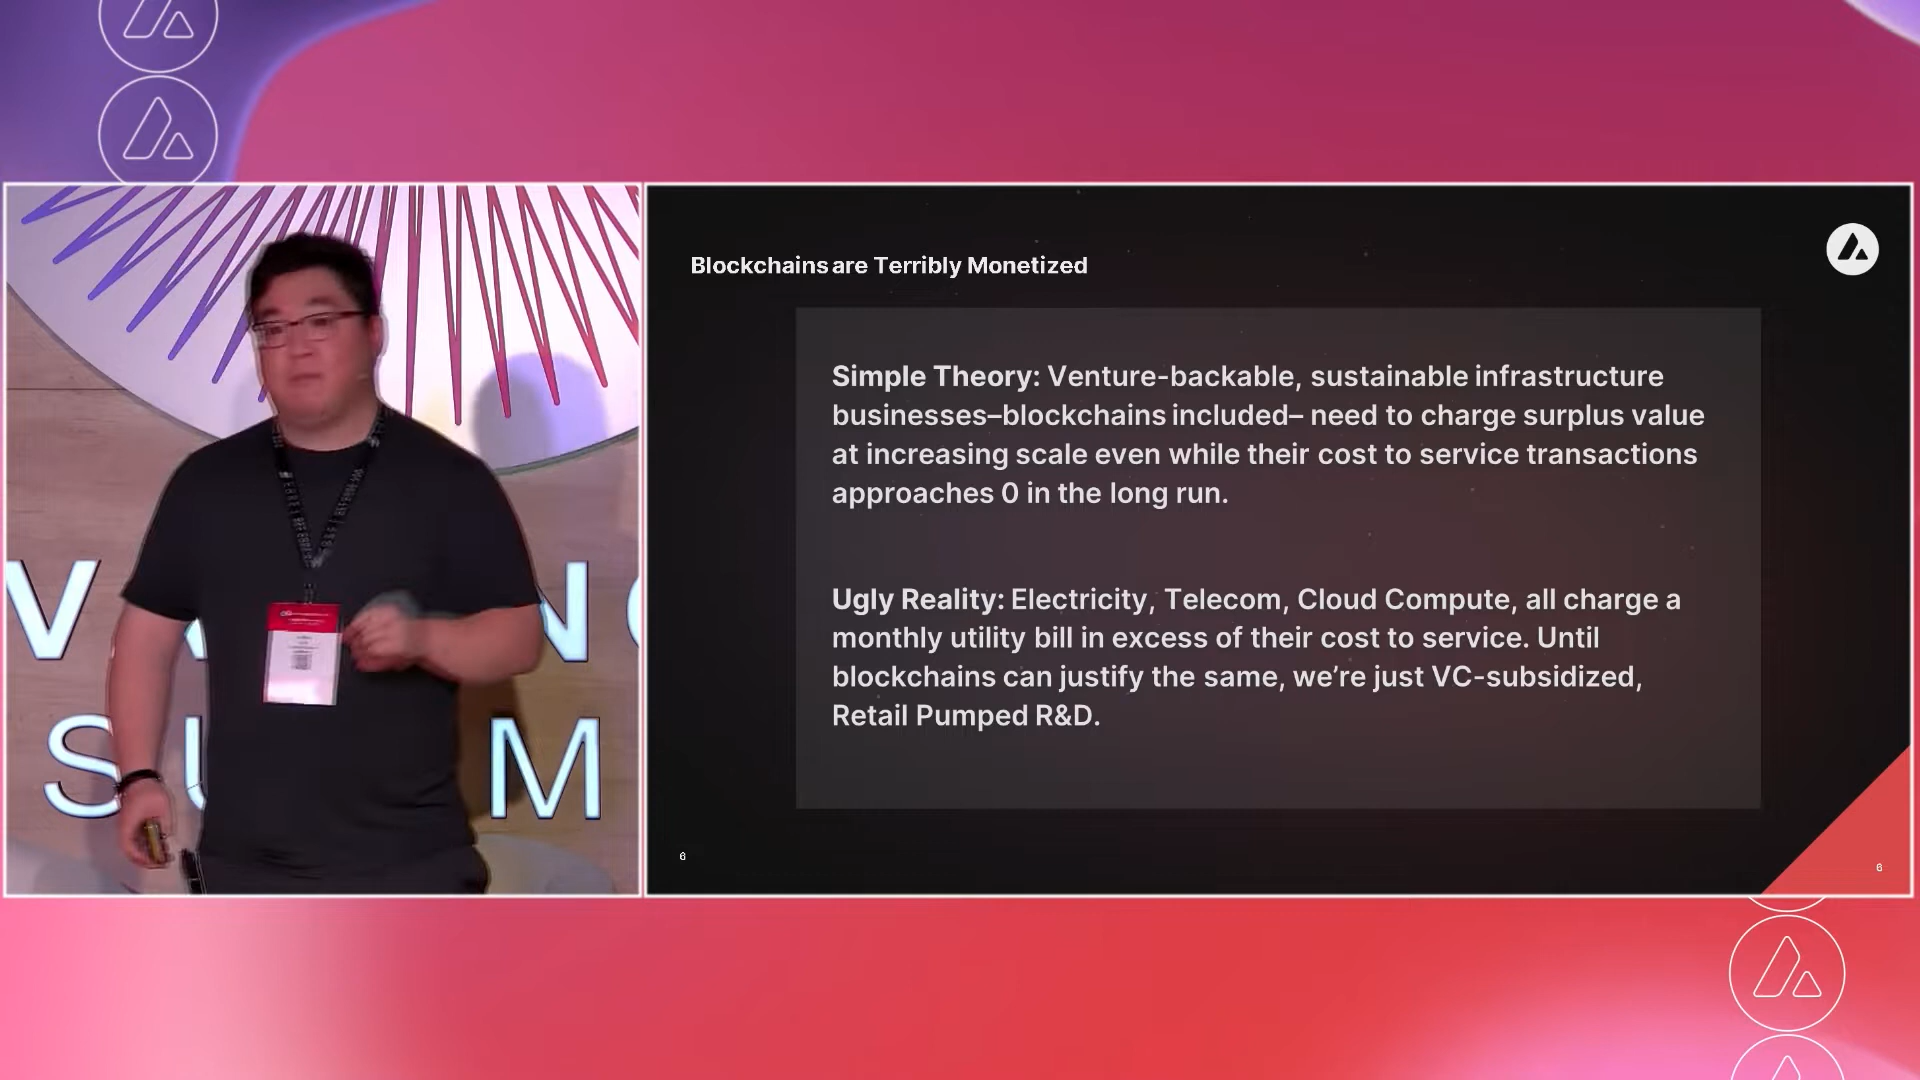 Blockchains are Terribly Monetized
Simple Theory: Venture-backable, sustainable infrastructure
businesses–blockchains included– need to charge surplus value
at increasing scale even while their cost to service transactions
approaches 0 in the long run.
Ugly Reality: Electricity, Telecom, Cloud Compute, all charge a
monthly utility bill in excess of their cost to service. Until
blockchains can justify the same, we’re just VC-subsidized,
Retail Pumped R&D.
6
6
V N
SU M